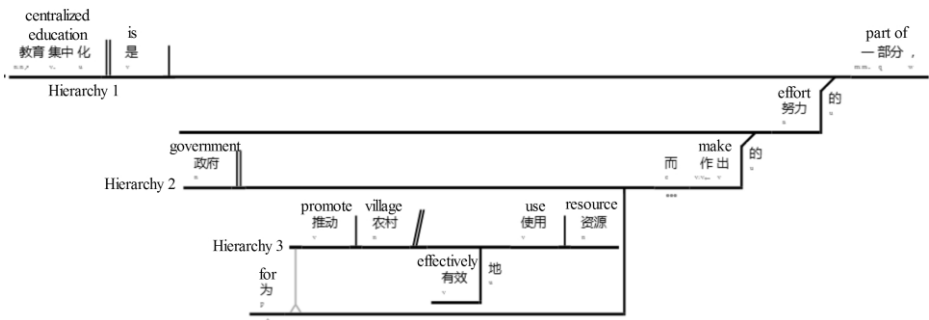 centralized
education
is
part of
教育 集中 化
是
一 部分 ，
Hierarchy 1
effort
努力
的
government
政府
make
而
作 出
的
Hierarchy 2
promote
village
use
resource
推动
农村
使用
资源
Hierarchy 3
effectively
有效
地
for
为